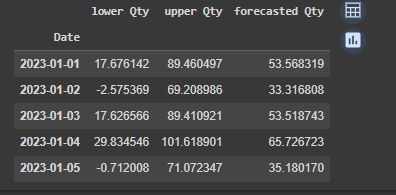 lower Qty upper Qty forecasted Qty
Date
2023-01-01 17.676142 89.460497 53.568319
2023-01-02 -2.575369 69.208986 33.316808
2023-01-03 17.626566 89.410921 53.518743
2023-01-04 29.834546 101.618901 65.726723
2023-01-05 -0.712008 71.072347 35.180170